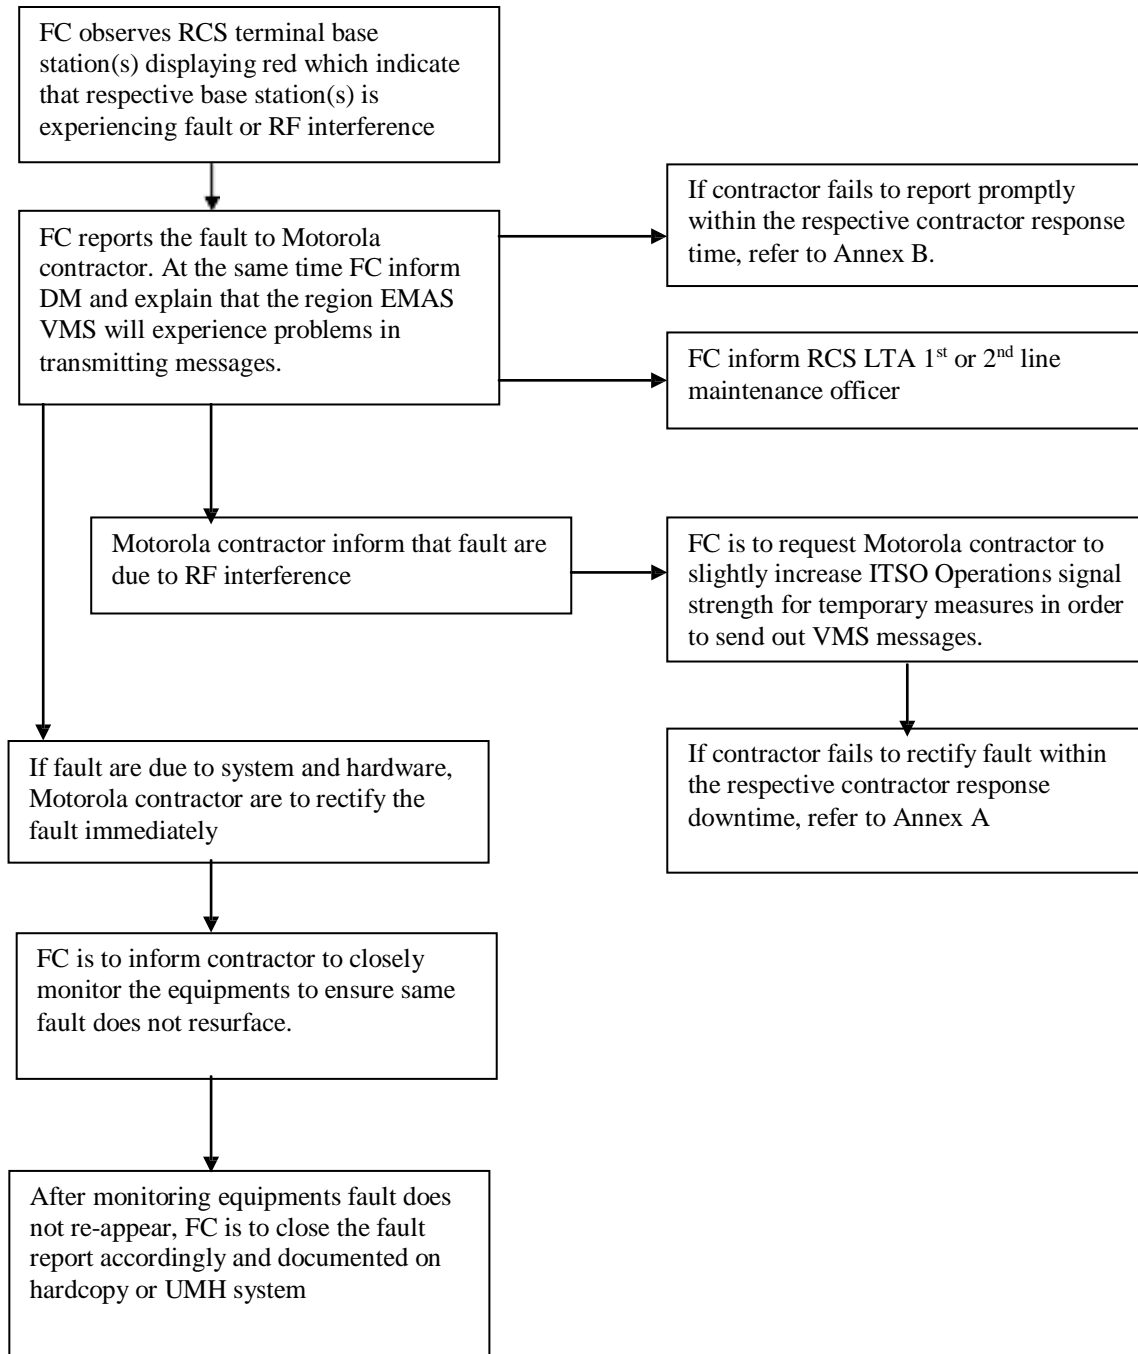 FC observes RCS terminal base
station(s) displaying red which indicate
that respective base station(s) is
experiencing fault or RF interference
If contractor fails to report promptly
within the respective contractor response
time, refer to Annex B.
FC reports the fault to Motorola
contractor. At the same time FC inform
DM and explain that the region EMAS
VMS will experience problems in
transmitting messages.
FC inform RCS LTA 1st or 2nd line
maintenance officer
Motorola contractor inform that fault are
due to RF interference
FC is to request Motorola contractor to
slightly increase ITSO Operations signal
strength for temporary measures in order
to send out VMS messages.
If contractor fails to rectify fault within
the respective contractor response
downtime, refer to Annex A
If fault are due to system and hardware,
Motorola contractor are to rectify the
fault immediately
FC is to inform contractor to closely
monitor the equipments to ensure same
fault does not resurface.
After monitoring equipments fault does
not re-appear, FC is to close the fault
report accordingly and documented on
hardcopy or UMH system